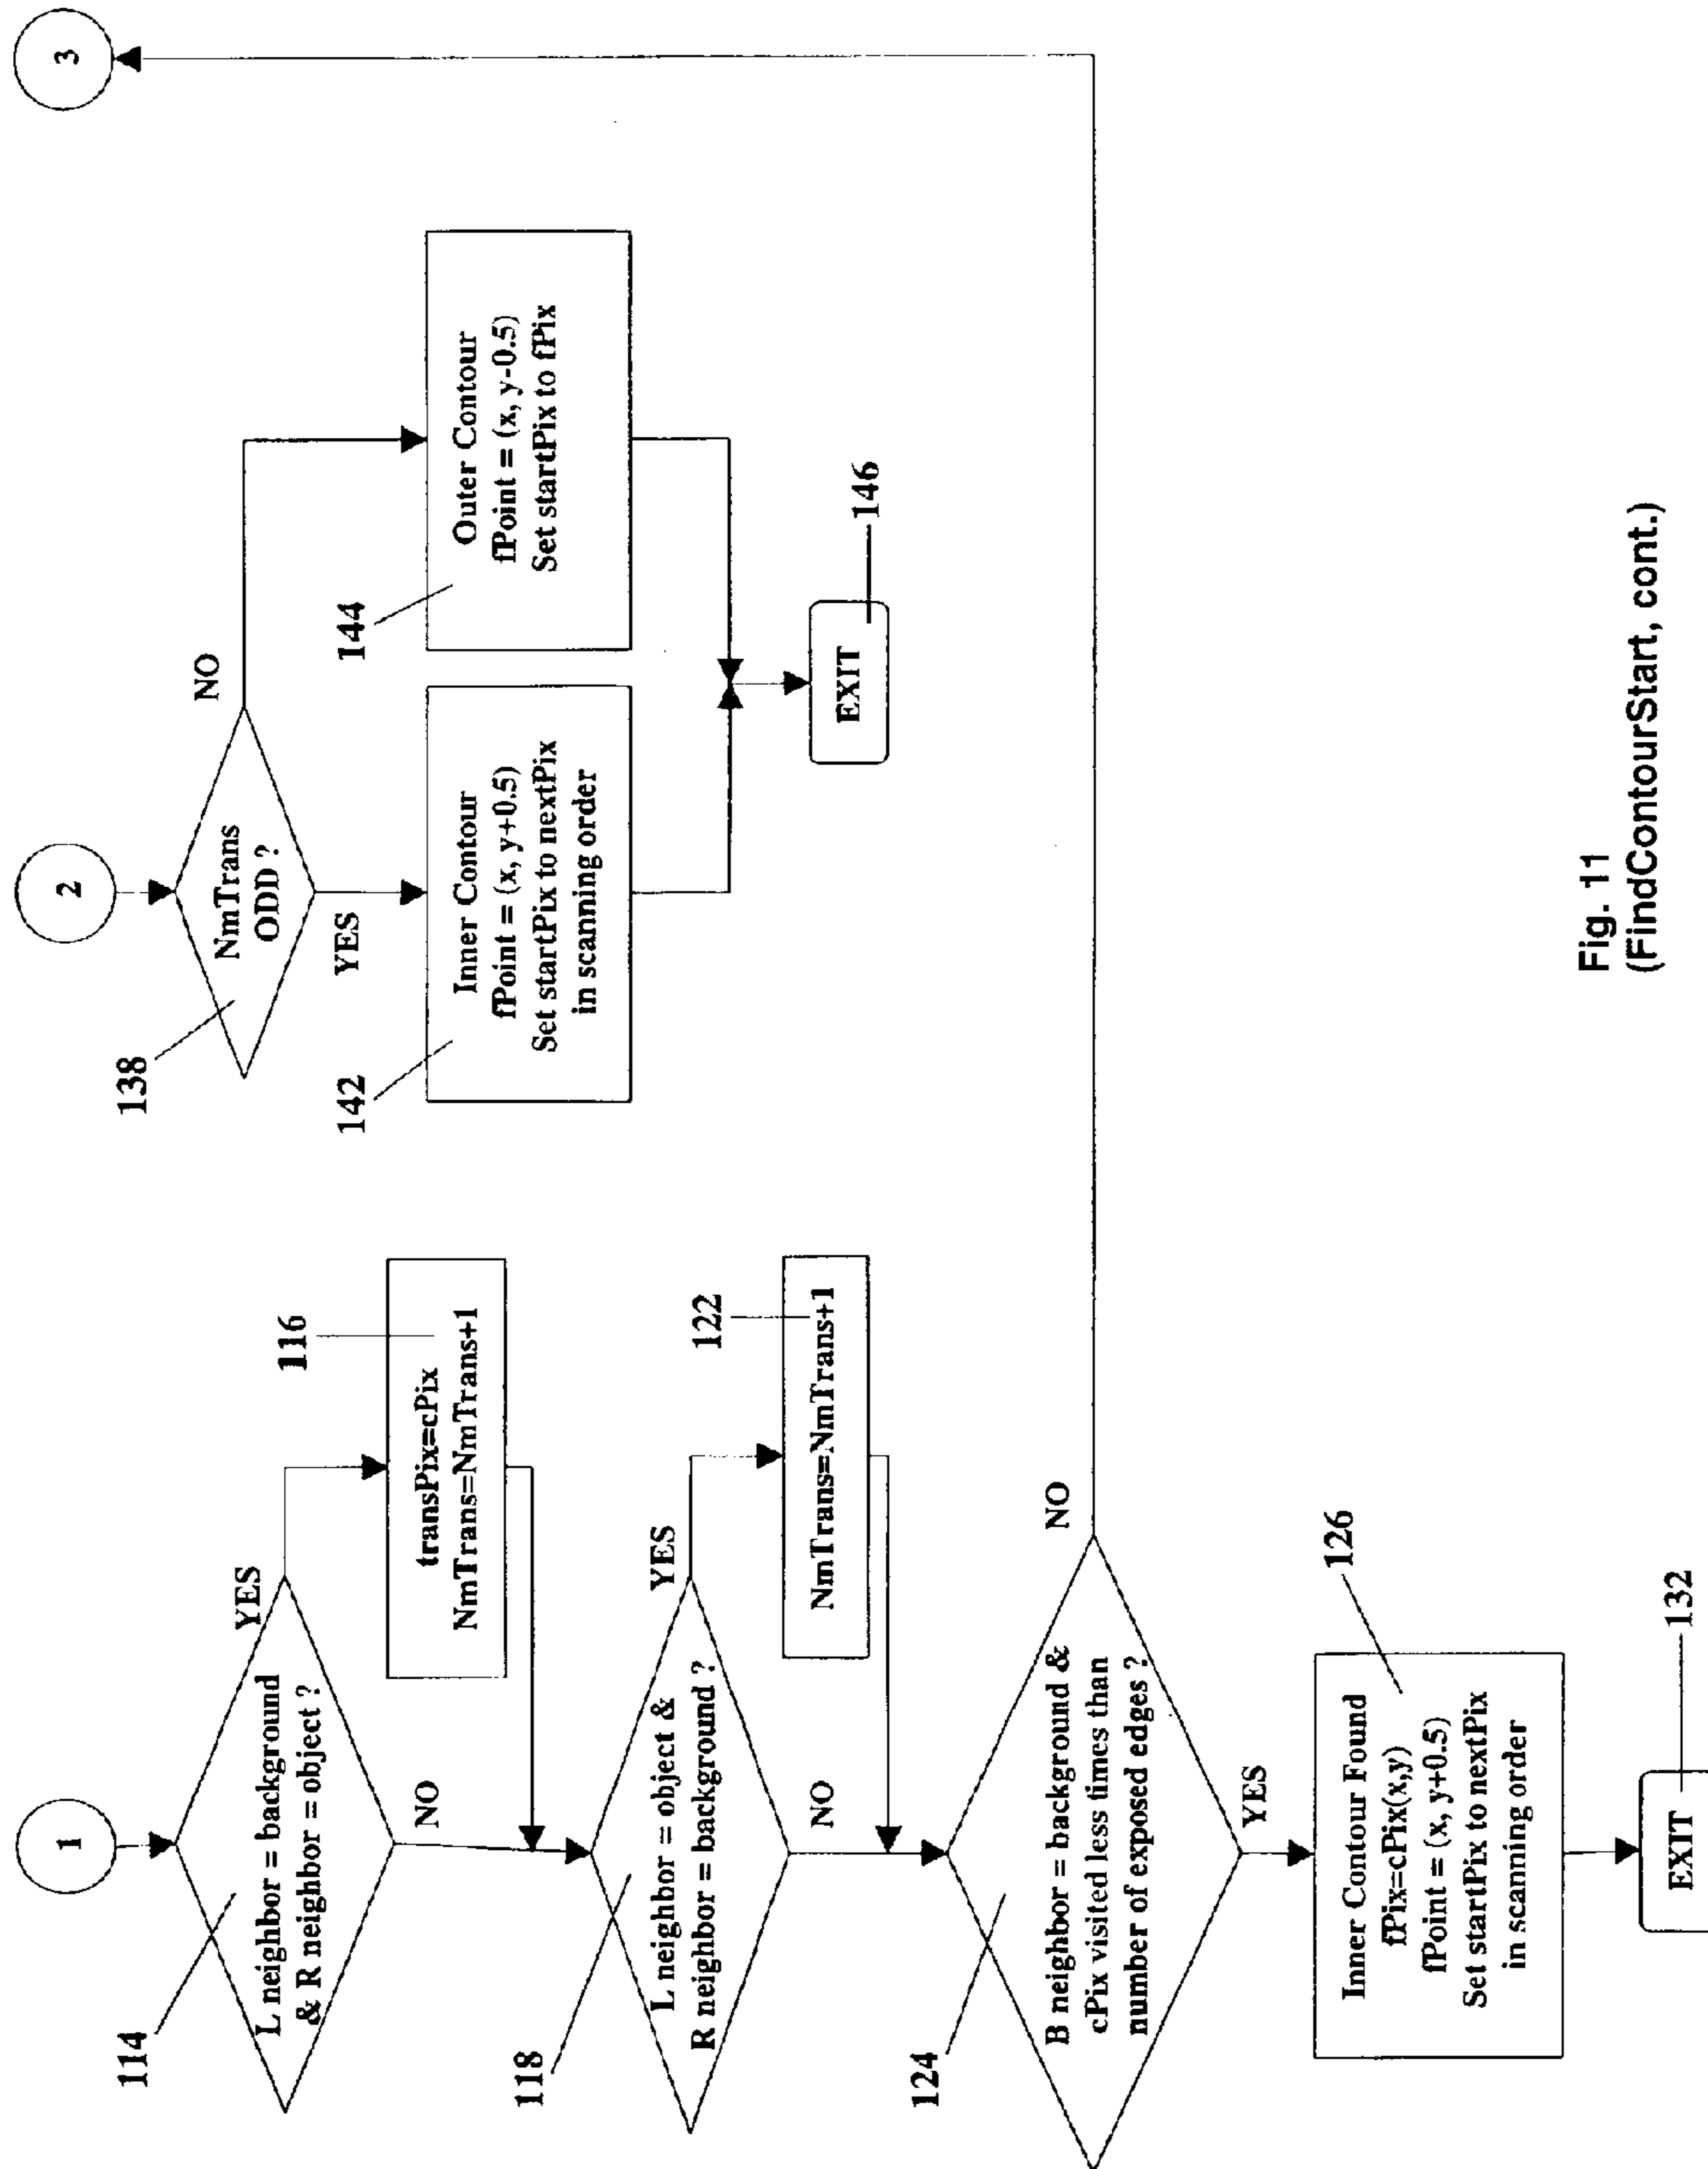 1
L neighbor = background
& R neighbor = object ?
114
YES
NO
116
transPix=cPix
NmTrans=NmTrans+1
L neighbor = object &
R neighbor = background ?
118
YES
NO
122
NmTrans=NmTrans+1
B neighbor = background &
cPix visited less times than
number of exposed edges ?
124
NO
YES
3
Inner Contour Found
fPix=cPix(x,y)
fPoint = (x, y+0.5)
Set startPix to nextPix
in scanning order
126
EXIT
132
2
NmTrans
ODD ?
138
NO
YES
Inner Contour
fPoint = (x, y+0.5)
Set startPix to nextPix
in scanning order
142
Outer Contour
fPoint = (x, y-0.5)
Set startPix to fPix
144
EXIT
146
Fig. 11
(FindContourStart, cont.)